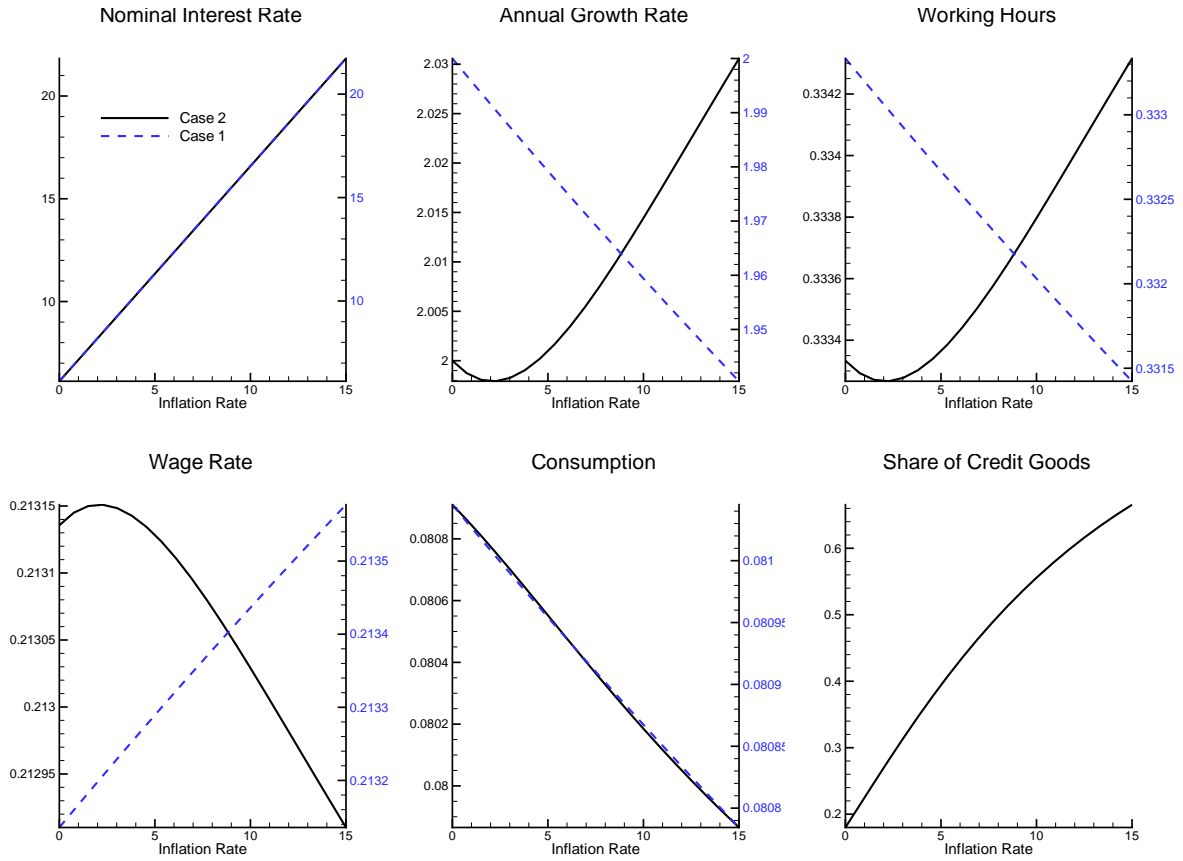 Nominal Interest Rate
20
15
10
20
15
10
Case 2
Case 1
0 5 10 15
Inflation Rate
Annual Growth Rate
2.03
2.025
2.02
2.015
2.01
2.005
2
2
1.99
1.98
1.97
1.96
1.95
0 5 10 15
Inflation Rate
Working Hours
0.3342
0.334
0.3338
0.3336
0.3334
0.333
0.3325
0.332
0.3315
0 5 10 15
Inflation Rate
Wage Rate
0.21315
0.2131
0.21305
0.213
0.21295
0.2135
0.2134
0.2133
0.2132
0 5 10 15
Inflation Rate
Consumption
0.0808
0.0806
0.0804
0.0802
0.08
0.081
0.08095
0.0809
0.08085
0.0808
0 5 10 15
Inflation Rate
Share of Credit Goods
0.6
0.5
0.4
0.3
0.2
0 5 10 15
Inflation Rate